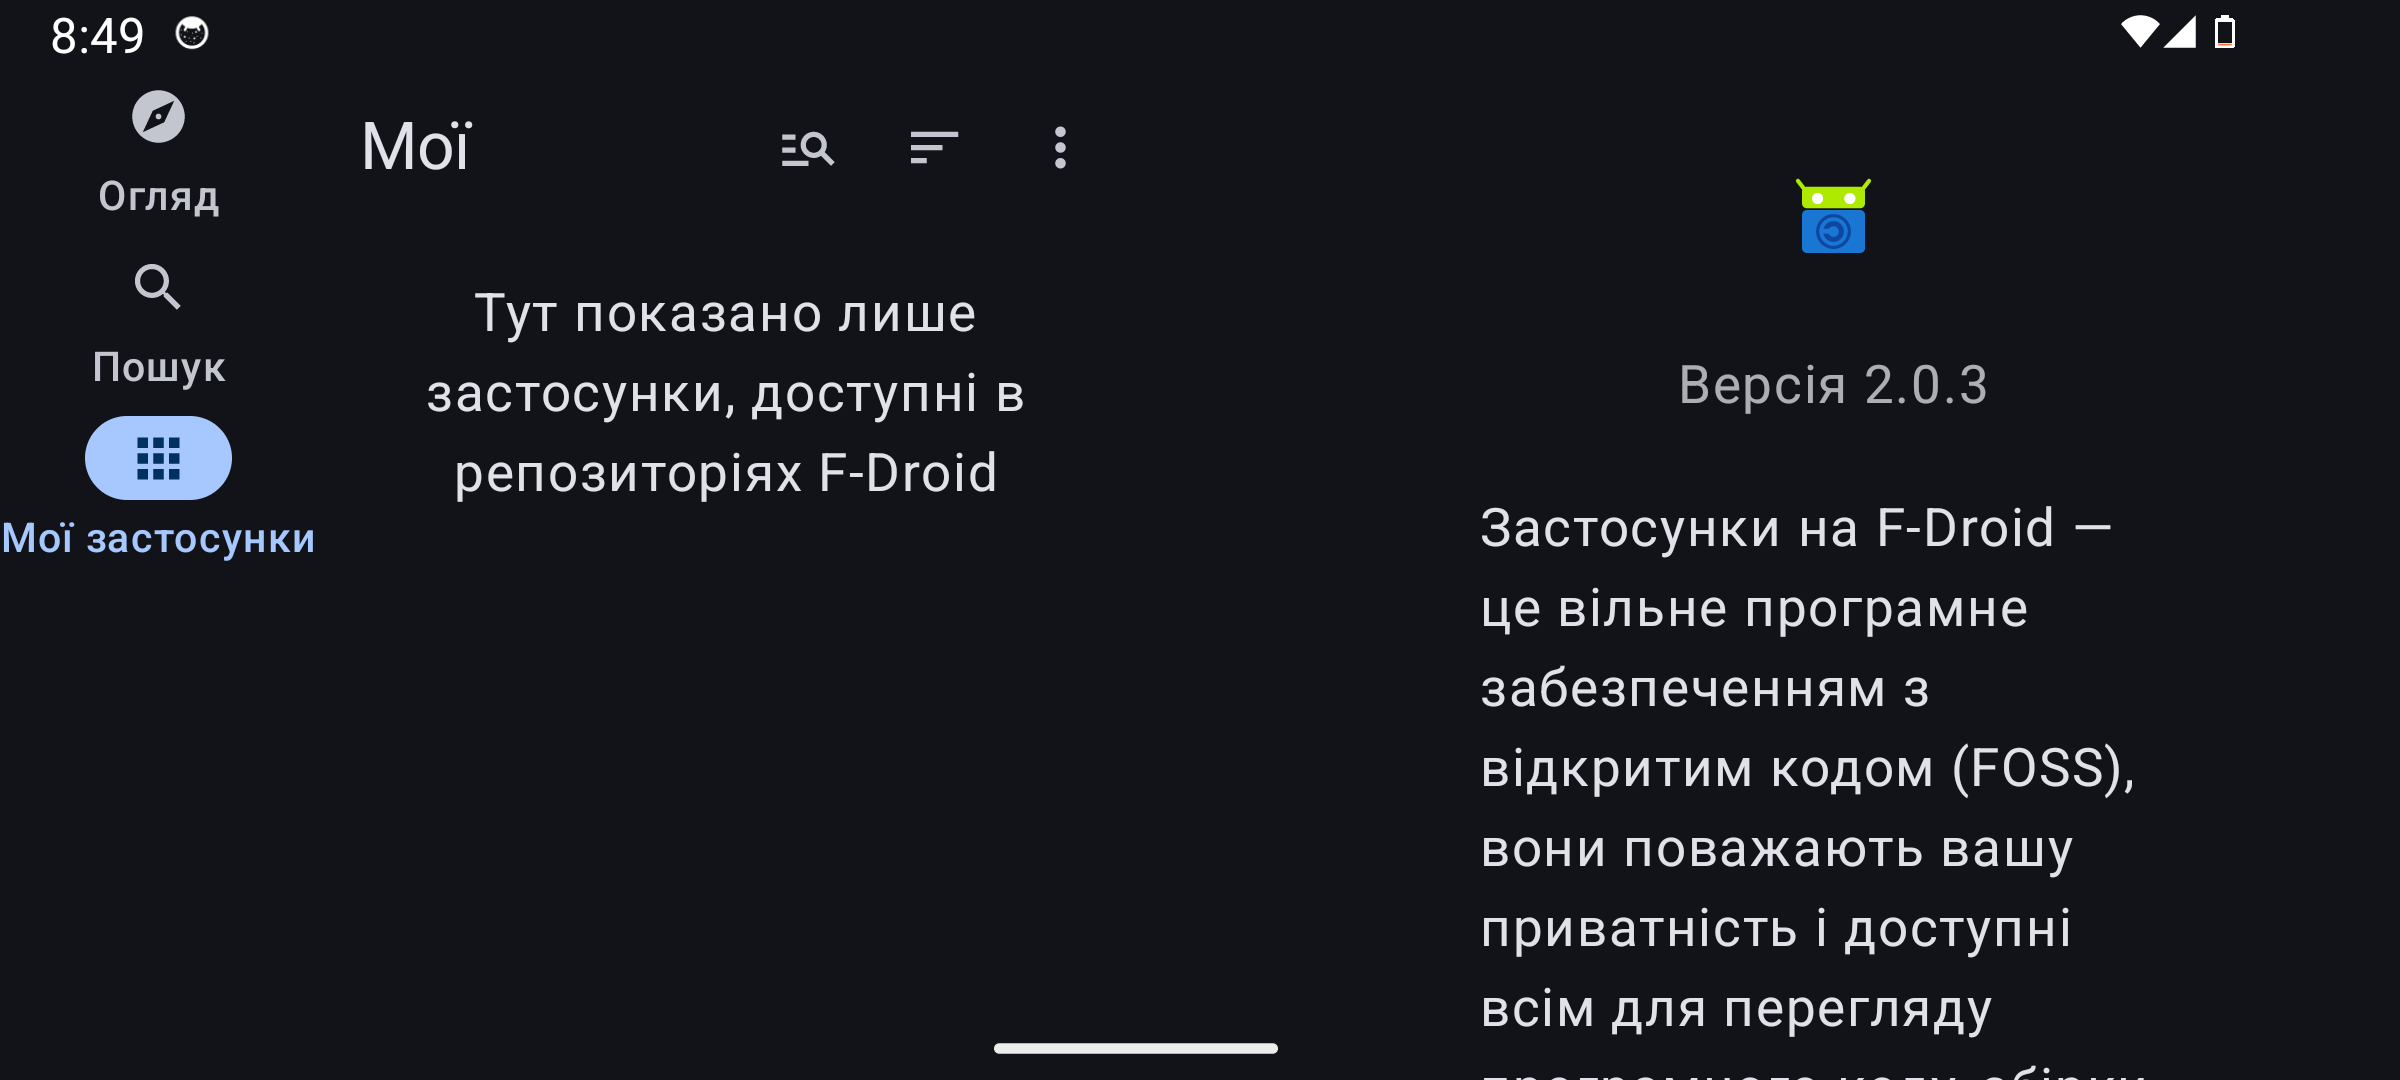 8:49
Огляд
Пошук
Мої застосунки
Мої
Тут показано лише
застосунки, доступні в
репозиторіях F-Droid
Версія 2.0.3
Застосунки на F-Droid —
це вільне програмне
забезпеченням з
відкритим кодом (FOSS),
вони поважають вашу
приватність і доступні
всім для перегляду